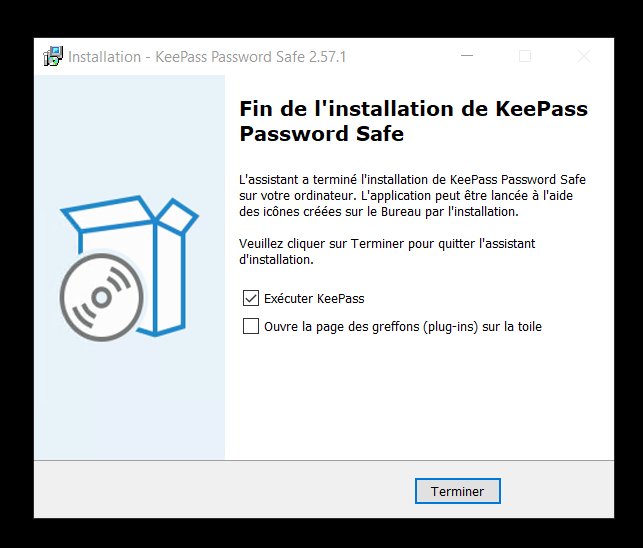 Installation - KeePass Password Safe 2.57.1
Fin de l'installation de KeePass
Password Safe
L'assistant a terminé l'installation de KeePass Password Safe
sur votre ordinateur. L'application peut être lancée à l'aide
des icônes créées sur le Bureau par l'installation.
Veuillez cliquer sur Terminer pour quitter l'assistant
d'installation.
Exécuter KeePass
Ouvre la page des greffons (plug-ins) sur la toile
Terminer